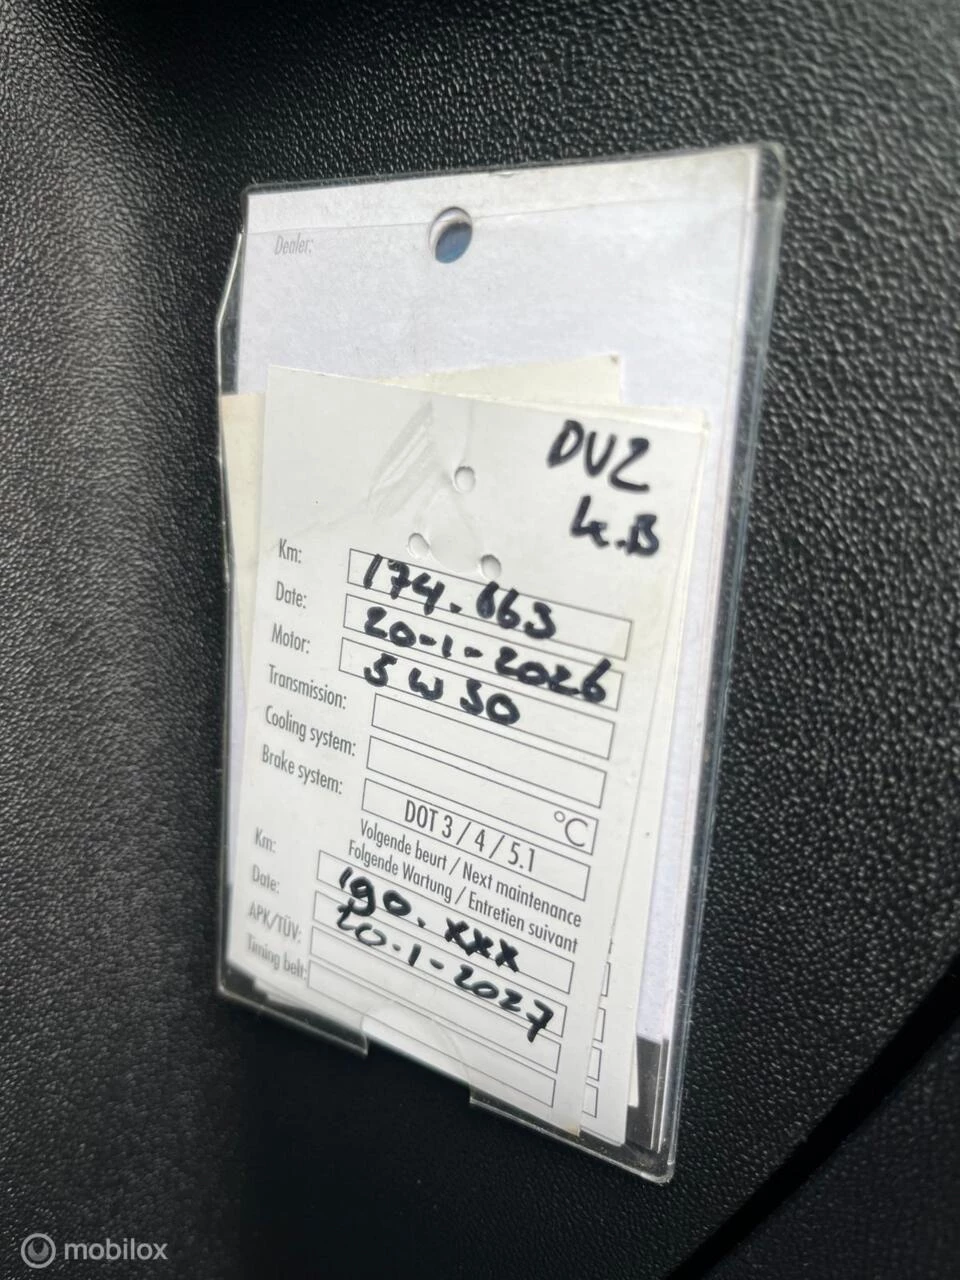 Dealer:
DVZ
k.B
Km: 174.663
Date: 20-1-2026
Motor: 5W30
Transmission:
Cooling system: °C
Brake system: DOT 3 / 4 / 5.1
Volgende beurt / Next maintenance
Folgende Wartung / Entretien suivant
Km: 190.xxx
Date: 20-1-2027
APK/TÜV:
Timing belt:
mobilox